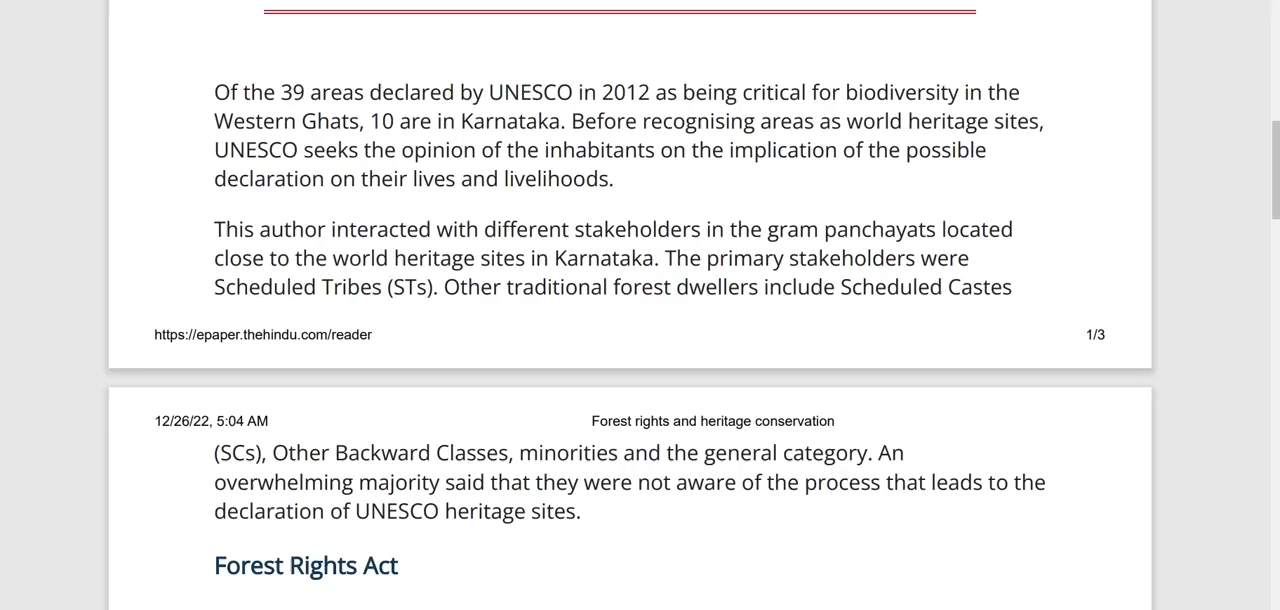 Of the 39 areas declared by UNESCO in 2012 as being critical for biodiversity in the
Western Ghats, 10 are in Karnataka. Before recognising areas as world heritage sites,
UNESCO seeks the opinion of the inhabitants on the implication of the possible
declaration on their lives and livelihoods.
This author interacted with different stakeholders in the gram panchayats located
close to the world heritage sites in Karnataka. The primary stakeholders were
Scheduled Tribes (STs). Other traditional forest dwellers include Scheduled Castes
https://epaper.thehindu.com/reader 1/3
12/26/22, 5:04 AM Forest rights and heritage conservation
(SCs), Other Backward Classes, minorities and the general category. An
overwhelming majority said that they were not aware of the process that leads to the
declaration of UNESCO heritage sites.
Forest Rights Act